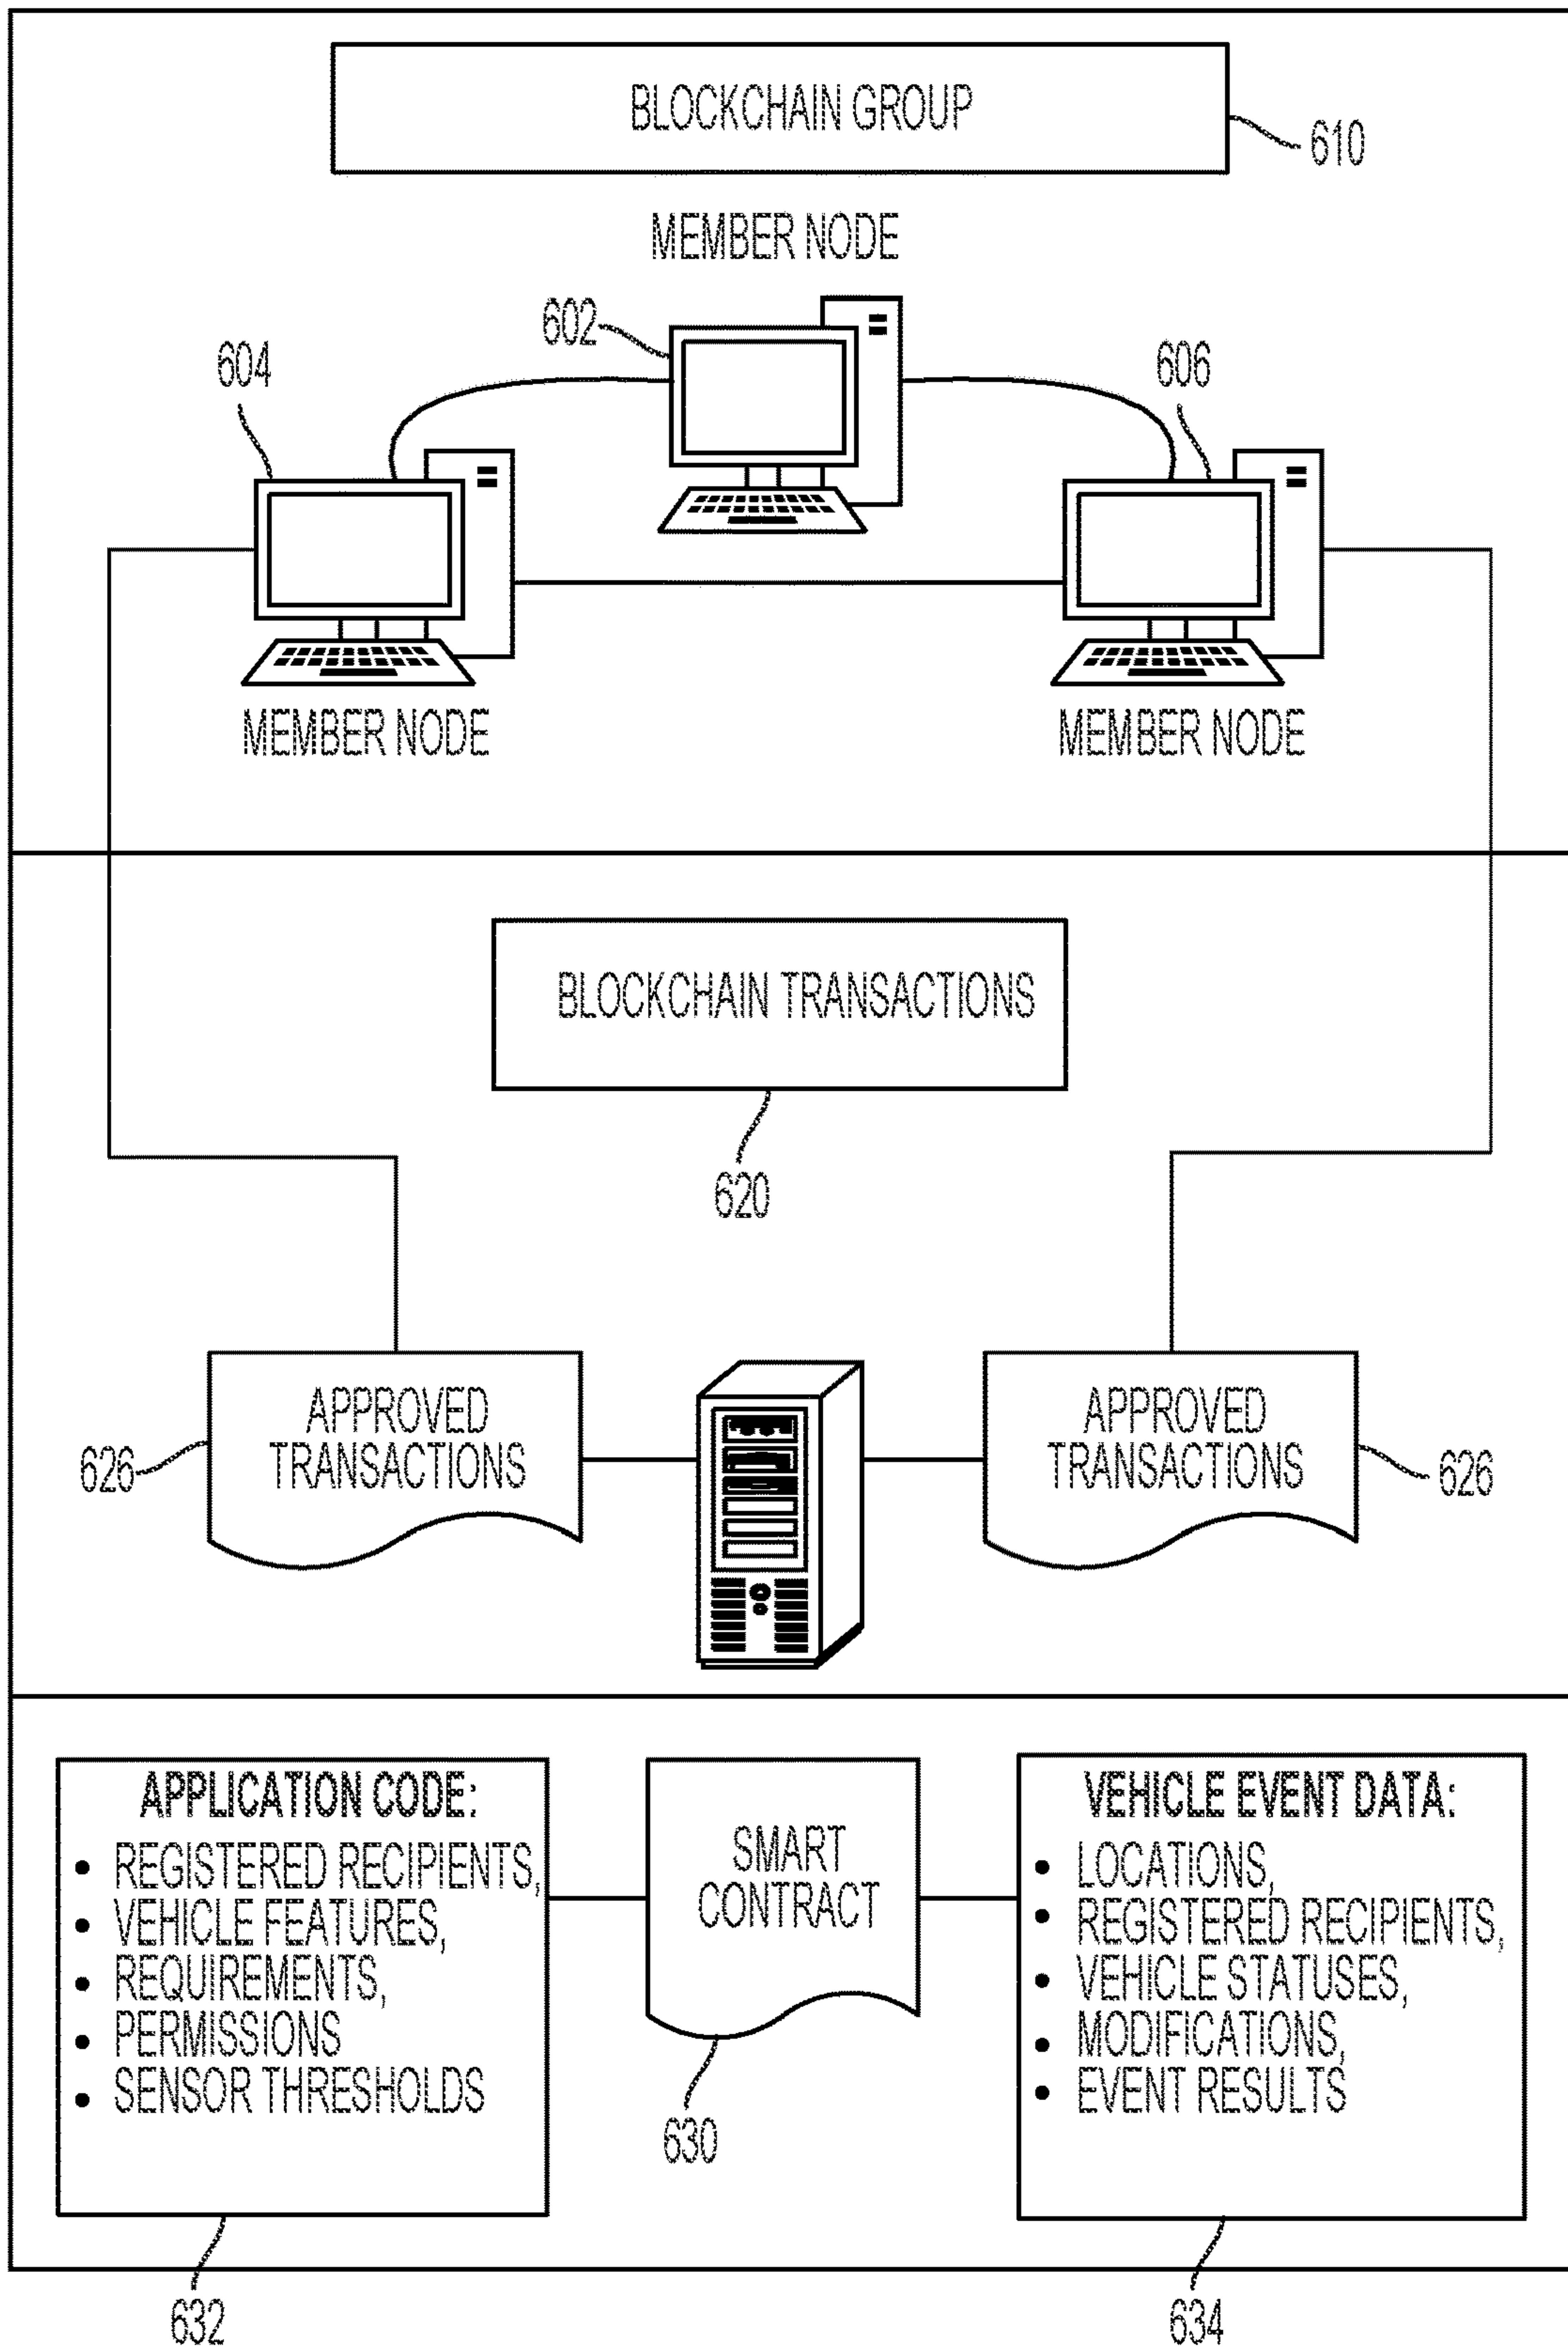 BLOCKCHAIN GROUP
610
MEMBER NODE
602
604
606
MEMBER NODE
MEMBER NODE
BLOCKCHAIN TRANSACTIONS
620
APPROVED
TRANSACTIONS
626
APPROVED
TRANSACTIONS
626
APPLICATION CODE:
• REGISTERED RECIPIENTS,
• VEHICLE FEATURES,
• REQUIREMENTS,
• PERMISSIONS
• SENSOR THRESHOLDS
632
SMART
CONTRACT
630
VEHICLE EVENT DATA:
• LOCATIONS,
• REGISTERED RECIPIENTS,
• VEHICLE STATUSES,
• MODIFICATIONS,
• EVENT RESULTS
634